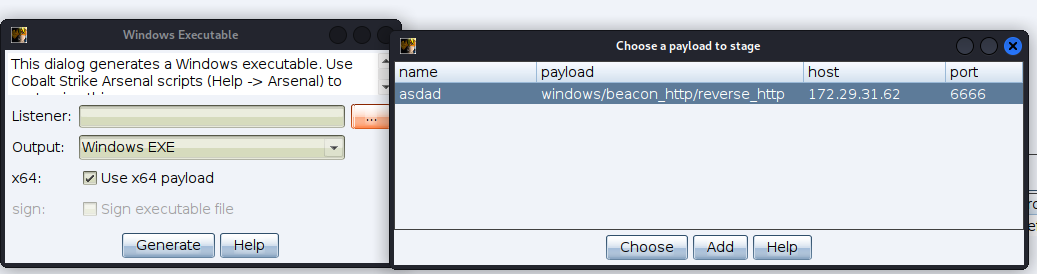 Windows Executable
This dialog generates a Windows executable. Use
Cobalt Strike Arsenal scripts (Help -> Arsenal) to
Listener:
...
Output: Windows EXE
x64: Use x64 payload
sign: Sign executable file
Generate Help
Choose a payload to stage
name payload host port
asdad windows/beacon_http/reverse_http 172.29.31.62 6666
Choose Add Help